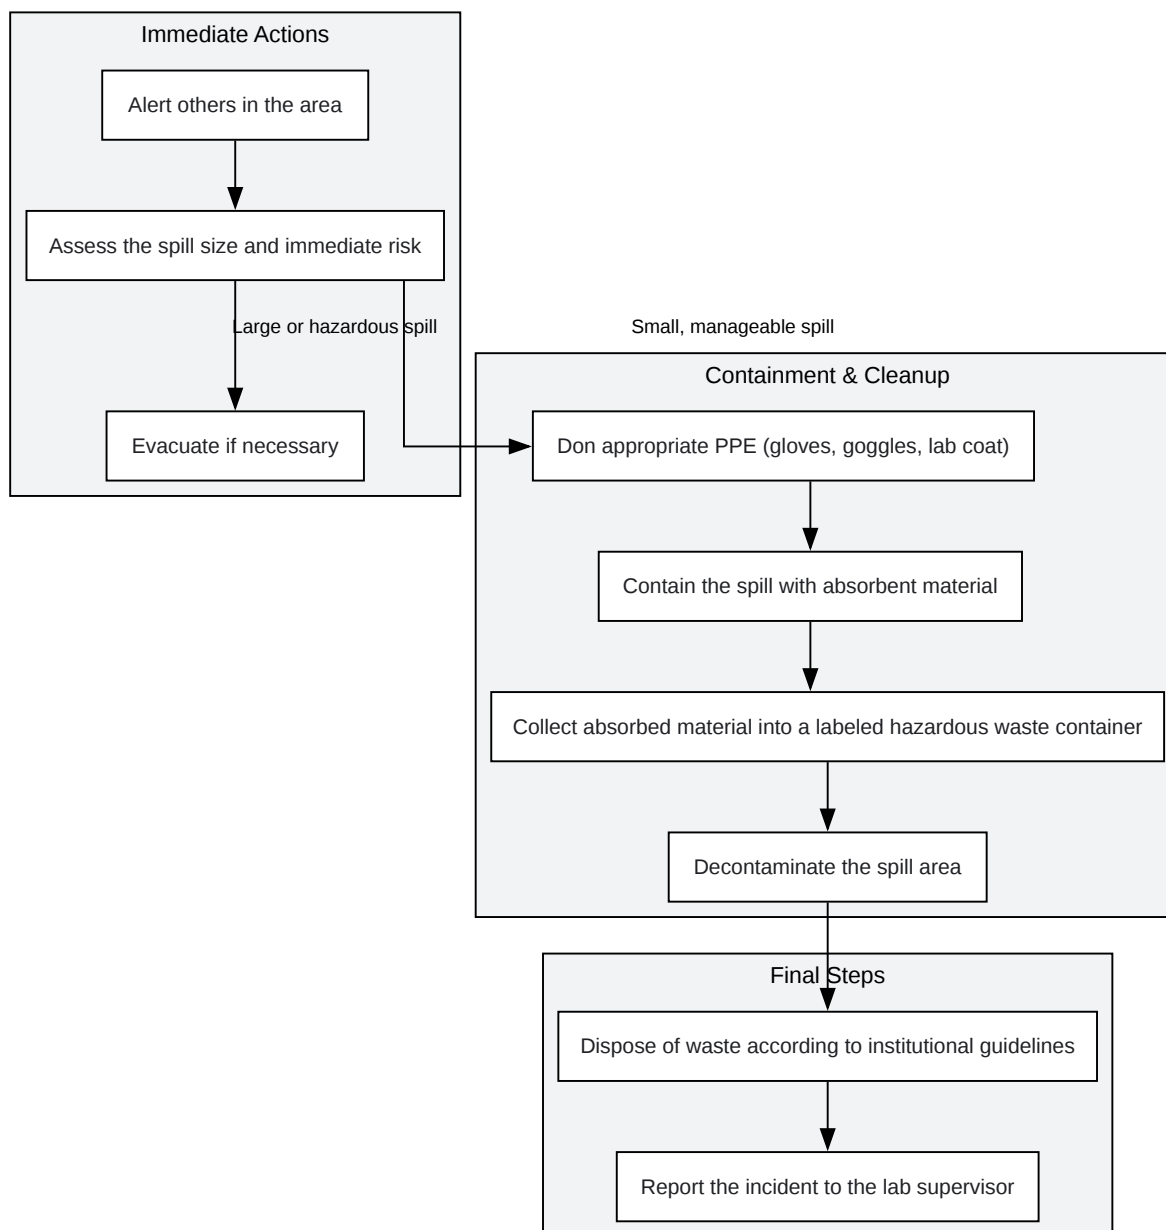 Immediate Actions
Alert others in the area
Assess the spill size and immediate risk
Large or hazardous spill
Small, manageable spill
Evacuate if necessary
Containment & Cleanup
Don appropriate PPE (gloves, goggles, lab coat)
Contain the spill with absorbent material
Collect absorbed material into a labeled hazardous waste container
Decontaminate the spill area
Final Steps
Dispose of waste according to institutional guidelines
Report the incident to the lab supervisor